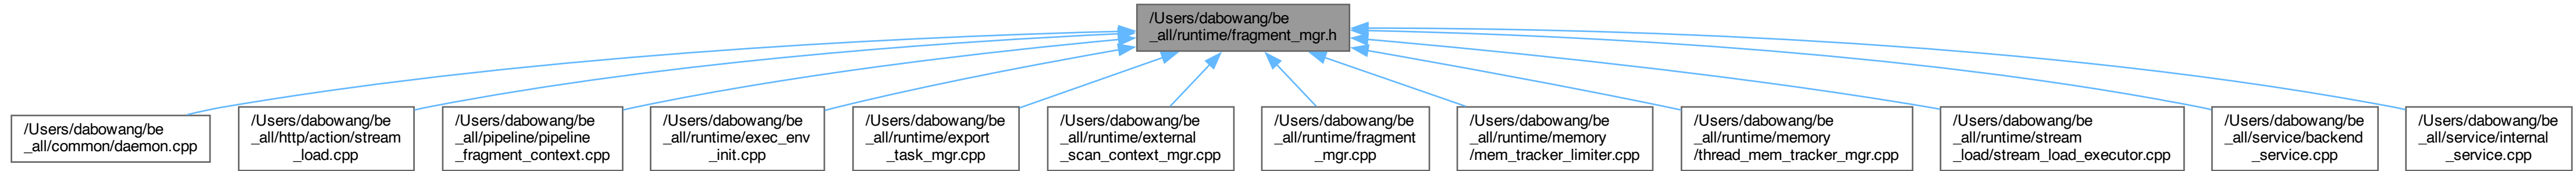 /Users/dabowang/be
_all/runtime/fragment_mgr.h
/Users/dabowang/be
_all/common/daemon.cpp
/Users/dabowang/be
_all/http/action/stream
_load.cpp
/Users/dabowang/be
_all/pipeline/pipeline
_fragment_context.cpp
/Users/dabowang/be
_all/runtime/exec_env
_init.cpp
/Users/dabowang/be
_all/runtime/export
_task_mgr.cpp
/Users/dabowang/be
_all/runtime/external
_scan_context_mgr.cpp
/Users/dabowang/be
_all/runtime/fragment
_mgr.cpp
/Users/dabowang/be
_all/runtime/memory
/mem_tracker_limiter.cpp
/Users/dabowang/be
_all/runtime/memory
/thread_mem_tracker_mgr.cpp
/Users/dabowang/be
_all/runtime/stream
_load/stream_load_executor.cpp
/Users/dabowang/be
_all/service/backend
_service.cpp
/Users/dabowang/be
_all/service/internal
_service.cpp